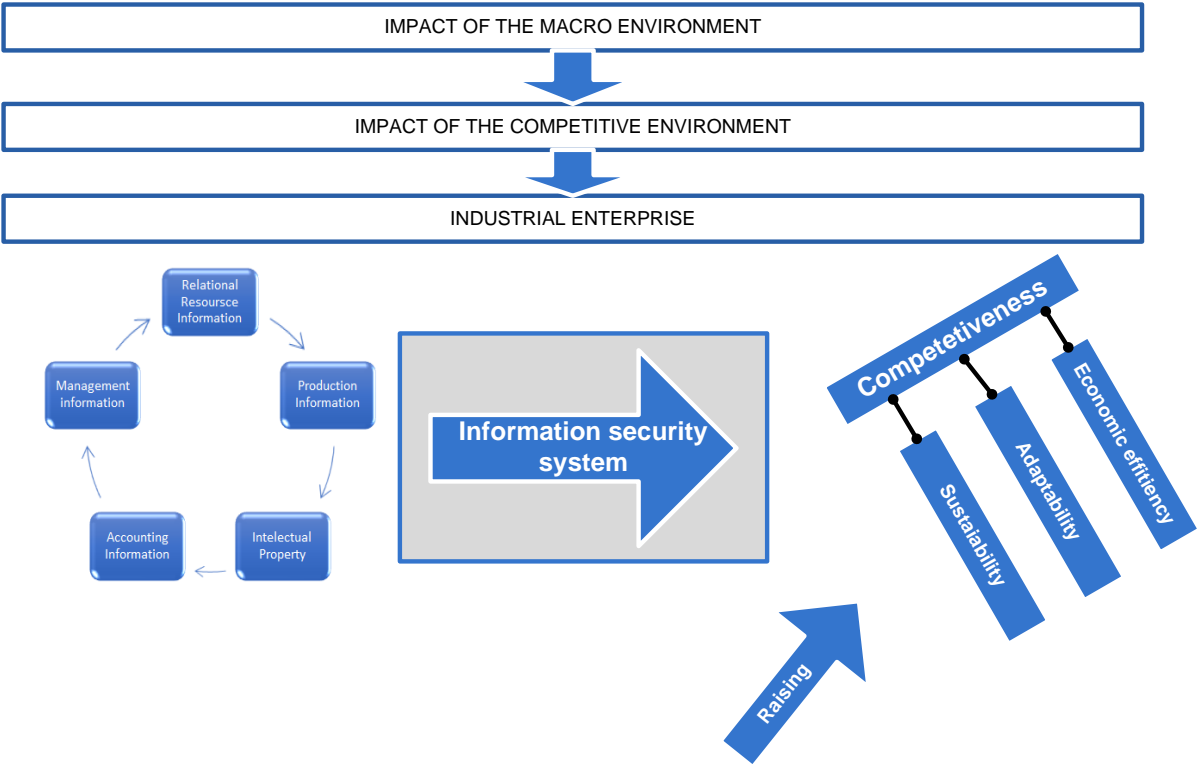 IMPACT OF THE MACRO ENVIRONMENT
IMPACT OF THE COMPETITIVE ENVIRONMENT
INDUSTRIAL ENTERPRISE
Relational
Resoursce
Information
Management
information
Production
Information
Accounting
Information
Intelectual
Property
Information security
system
Competetiveness
Sustaiability
Adaptability
Economic effitiency
Raising